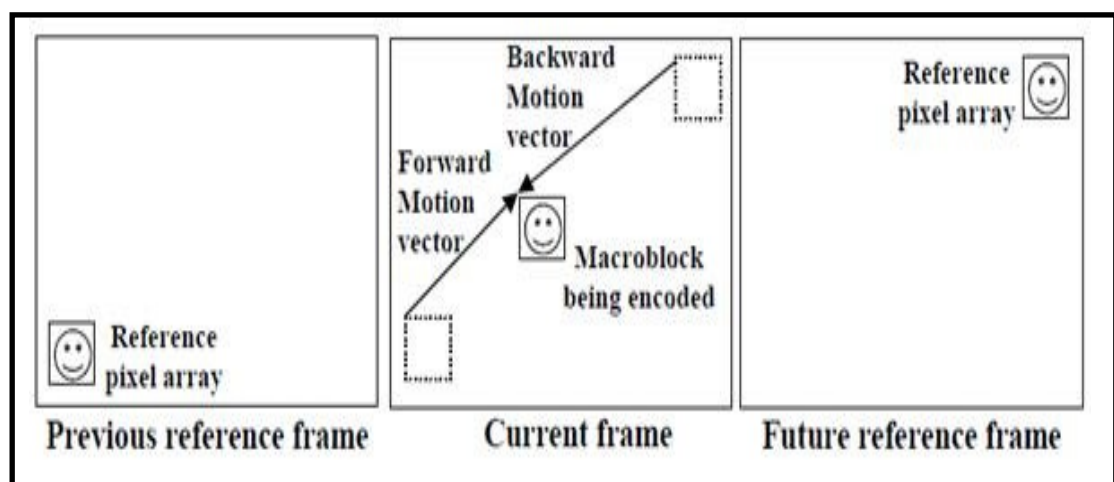 Reference
pixel array
Previous reference frame
Backward
Motion
vector
Forward
Motion
vector
Macroblock
being encoded
Current frame
Reference
pixel array
Future reference frame